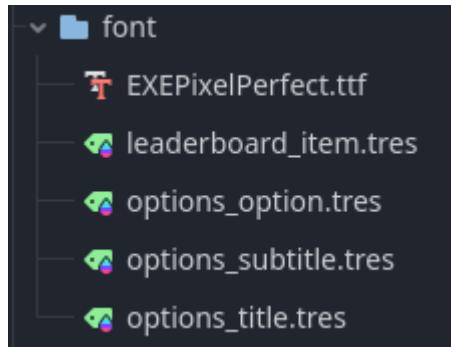 font
EXEPixelPerfect.ttf
leaderboard_item.tres
options_option.tres
options_subtitle.tres
options_title.tres